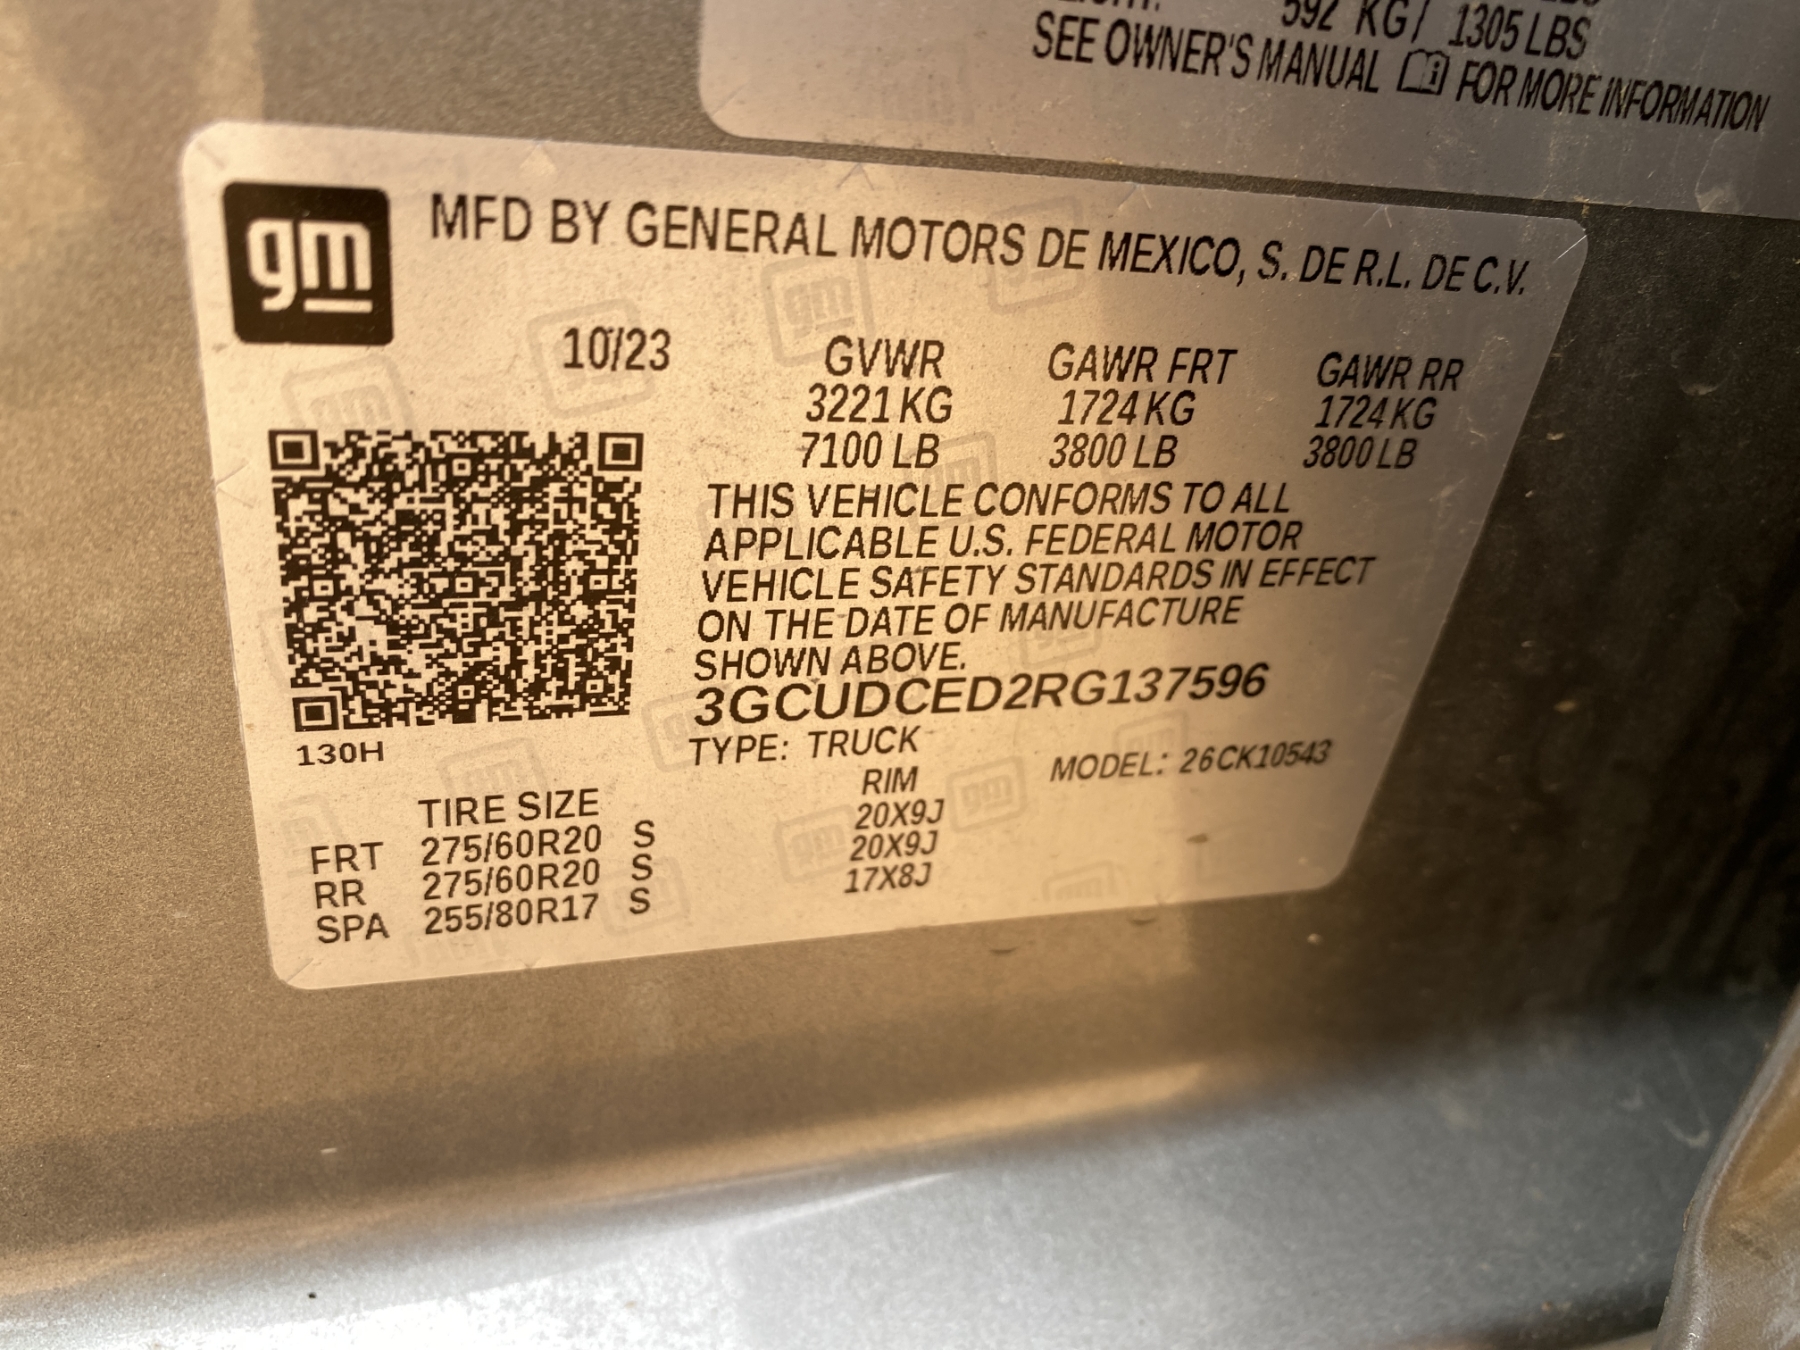 592 KG/ 1305 LBS
SEE OWNER'S MANUAL FOR MORE INFORMATION
gm
MFD BY GENERAL MOTORS DE MEXICO, S. DE R.L. DE C.V.
10/23 GVWR GAWR FRT GAWR RR
3221 KG 1724 KG 1724 KG
7100 LB 3800 LB 3800 LB
THIS VEHICLE CONFORMS TO ALL
APPLICABLE U.S. FEDERAL MOTOR
VEHICLE SAFETY STANDARDS IN EFFECT
ON THE DATE OF MANUFACTURE
SHOWN ABOVE.
3GCUDCED2RG137596
130H TYPE: TRUCK MODEL: 26CK10543
TIRE SIZE RIM
FRT 275/60R20 S 20X9J
RR 275/60R20 S 20X9J
SPA 255/80R17 S 17X8J